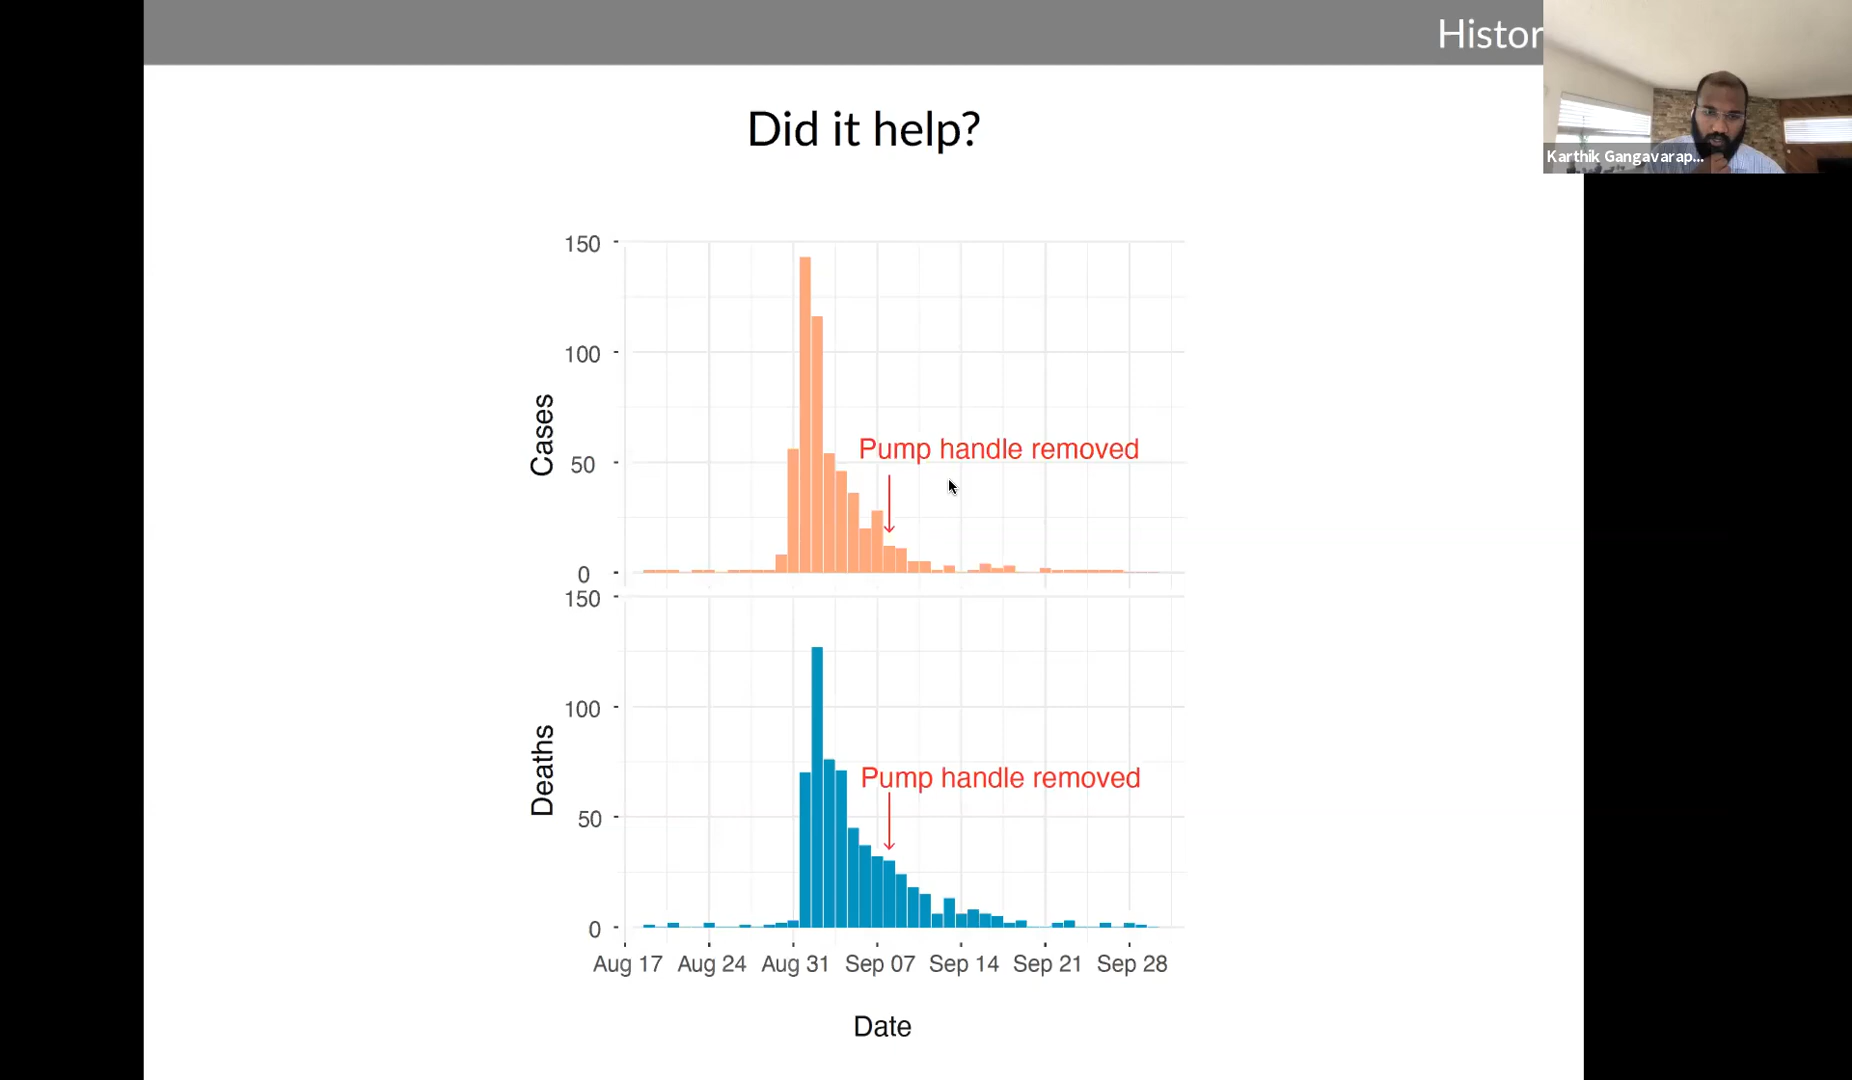 Histor
Karthik Gangavarap...
Did it help?
150
100
50
0
Cases
Pump handle removed
150
100
50
0
Deaths
Pump handle removed
Aug 17 Aug 24 Aug 31 Sep 07 Sep 14 Sep 21 Sep 28
Date